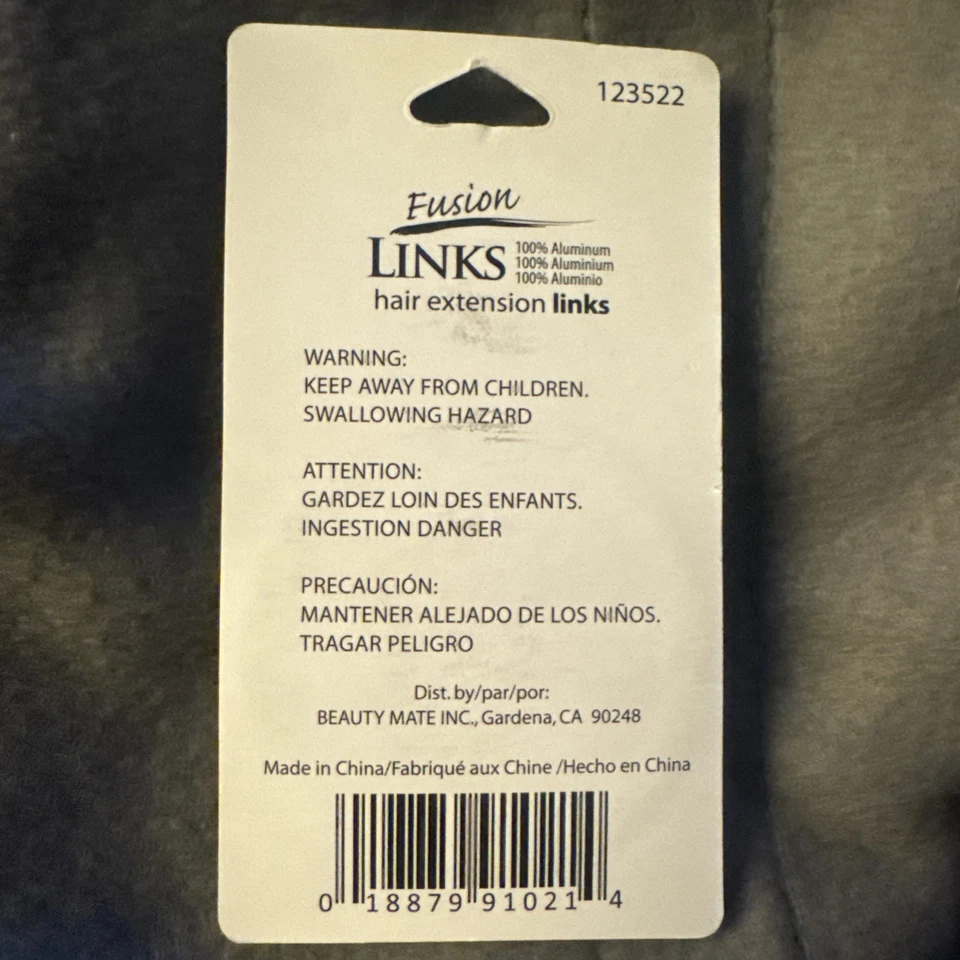 123522
Fusion
LINKS
100% Aluminum
100% Aluminium
100% Aluminio
hair extension links
WARNING:
KEEP AWAY FROM CHILDREN.
SWALLOWING HAZARD
ATTENTION:
GARDEZ LOIN DES ENFANTS.
INGESTION DANGER
PRECAUCIÓN:
MANTENER ALEJADO DE LOS NIÑOS.
TRAGAR PELIGRO
Dist. by/par/por:
BEAUTY MATE INC., Gardena, CA 90248
Made in China/Fabriqué aux Chine /Hecho en China
0 18879 91021 4